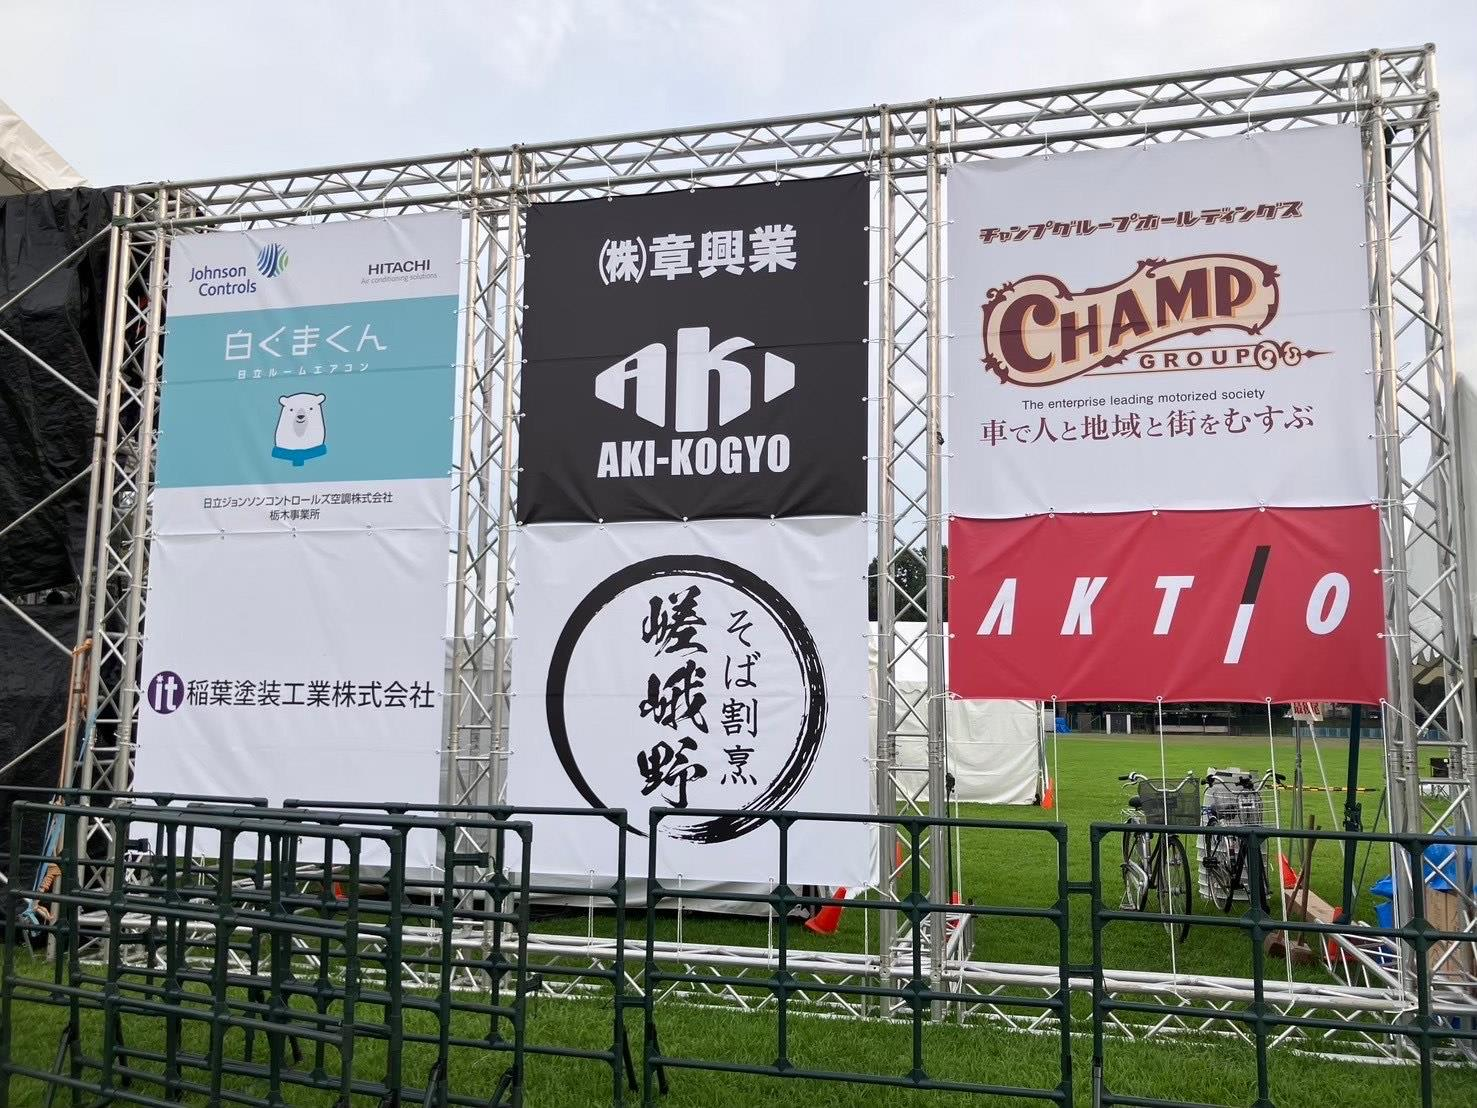 Johnson
Controls
HITACHI
Air conditioning solutions
白くまくん
日立ルームエアコン
日立ジョンソンコントロールズ空調株式会社
栃木事業所
it 稲葉塗装工業株式会社
(株)章興業
aki
AKI-KOGYO
そば割烹
嵯峨野
チャンプグループホールディングス
CHAMP
GROUP
The enterprise leading motorized society
車で人と地域と街をむすぶ
AKTIO